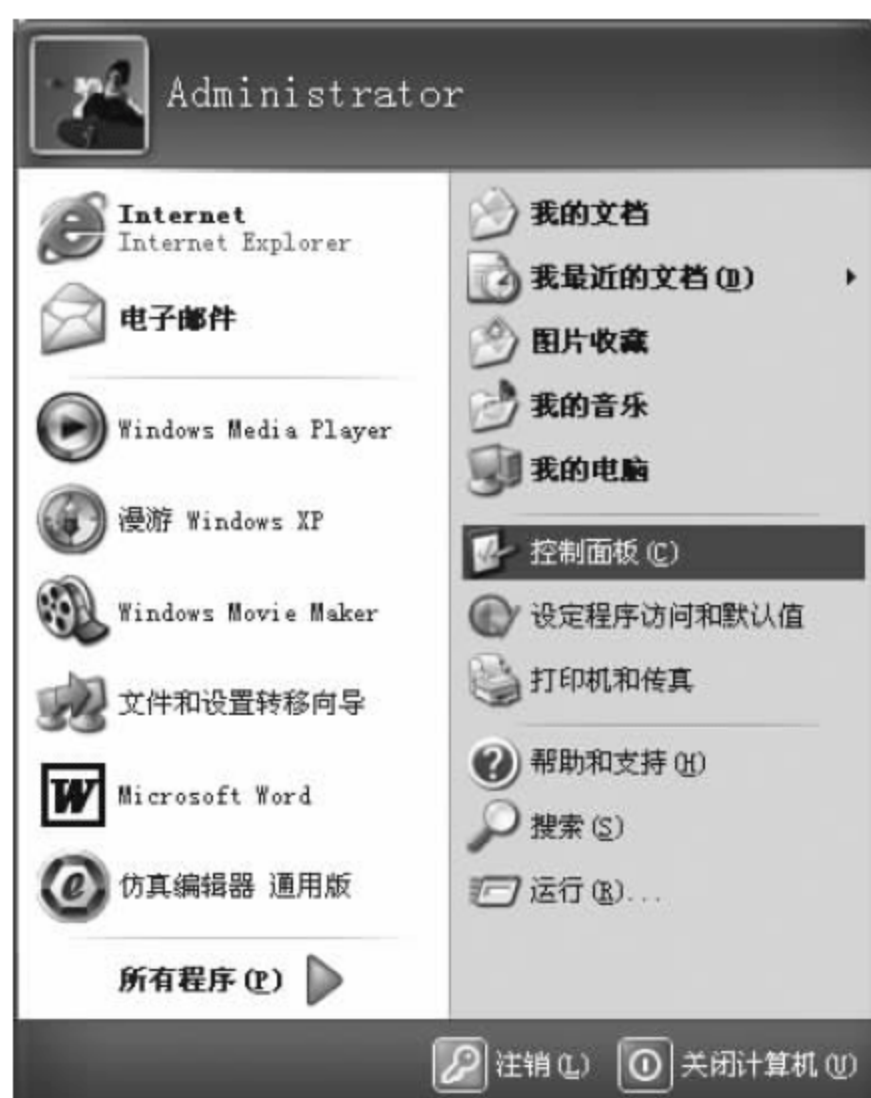 Administrator
Internet
Internet Explorer
电子邮件
Windows Media Player
漫游 Windows XP
Windows Movie Maker
文件和设置转移向导
Microsoft Word
仿真编辑器 通用版
所有程序(P)
我的文档
我最近的文档(D)
图片收藏
我的音乐
我的电脑
控制面板(C)
设定程序访问和默认值
打印机和传真
帮助和支持(H)
搜索(S)
运行(R)...
注销(L)
关闭计算机(U)